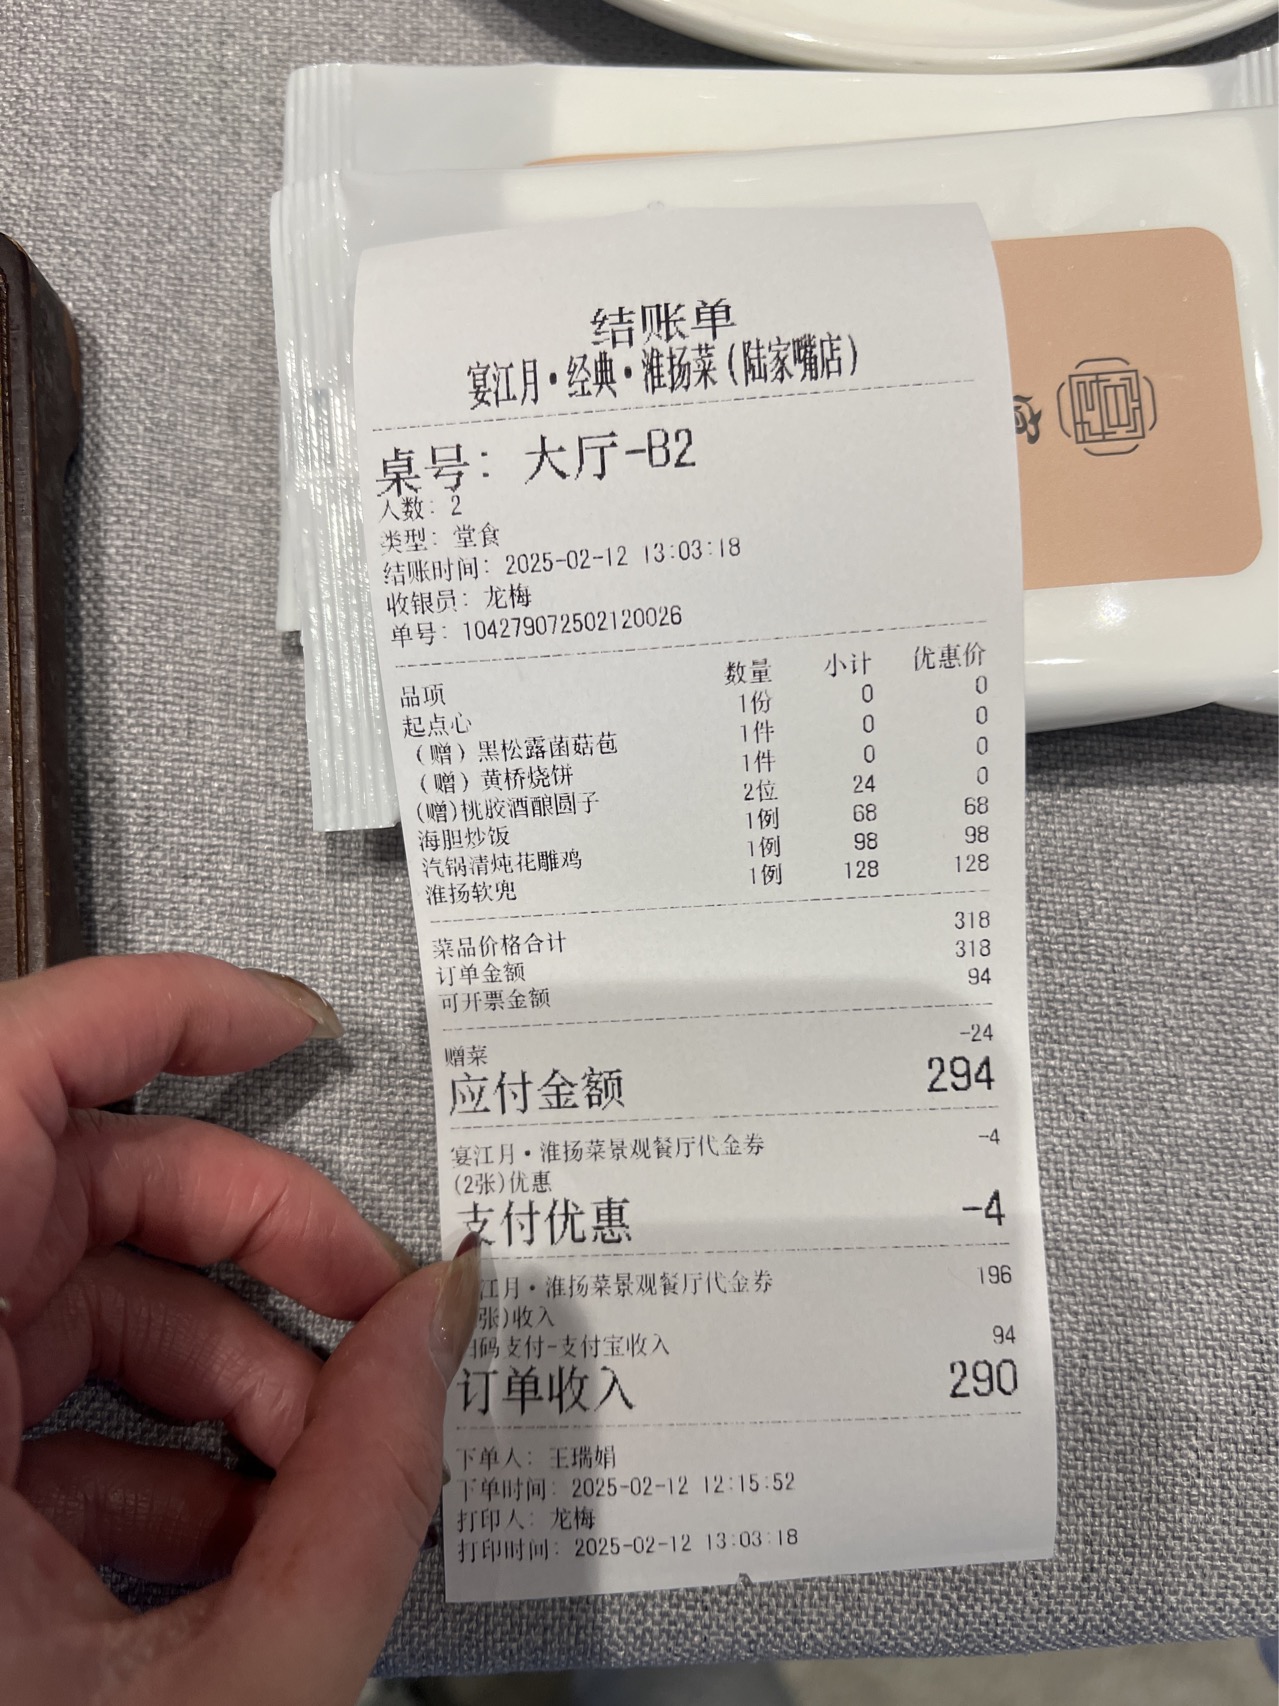 结账单
宴江月·经典·淮扬菜(陆家嘴店)
桌号: 大厅-B2
人数: 2
类型: 堂食
结账时间: 2025-02-12 13:03:18
收银员: 龙梅
单号: 104279072502120026
品项 数量 小计 优惠价
起点心 1份 0 0
(赠)黑松露菌菇苞 1件 0 0
(赠)黄桥烧饼 1件 0 0
(赠)桃胶酒酿圆子 2位 24 0
海胆炒饭 1例 68 68
汽锅清炖花雕鸡 1例 98 98
淮扬软兜 1例 128 128
菜品价格合计 318
订单金额 318
可开票金额 94
赠菜 -24
应付金额 294
宴江月·淮扬菜景观餐厅代金券 -4
(2张)优惠
支付优惠 -4
江月·淮扬菜景观餐厅代金券 196
张)收入
码支付-支付宝收入 94
订单收入 290
下单人: 王瑞娟
下单时间: 2025-02-12 12:15:52
打印人: 龙梅
打印时间: 2025-02-12 13:03:18